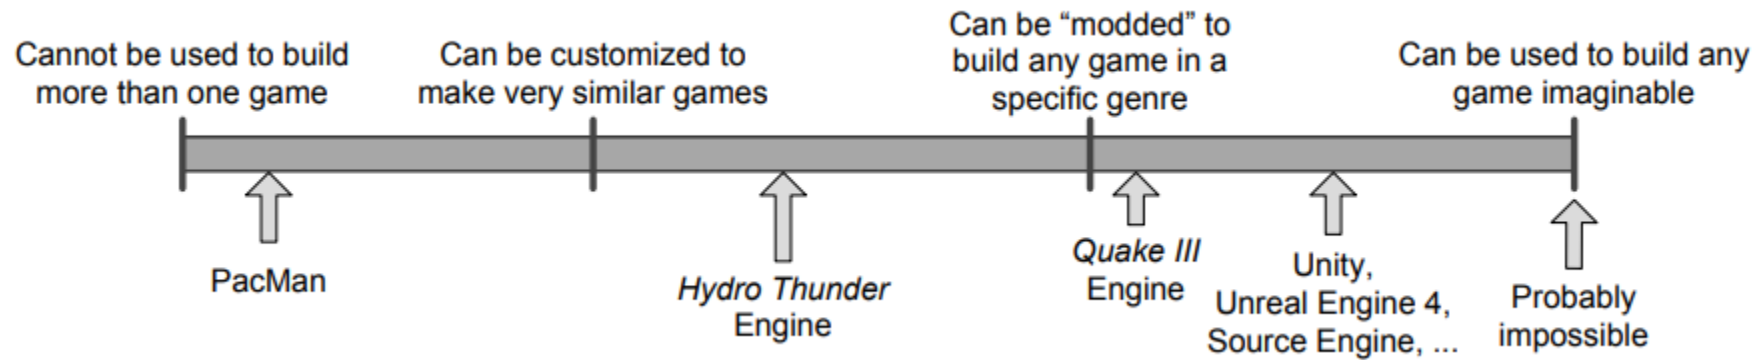 Cannot be used to build
more than one game
Can be customized to
make very similar games
Can be “modded” to
build any game in a
specific genre
Can be used to build any
game imaginable
PacMan
Hydro Thunder
Engine
Quake III
Engine
Unity,
Unreal Engine 4,
Source Engine, ...
Probably
impossible